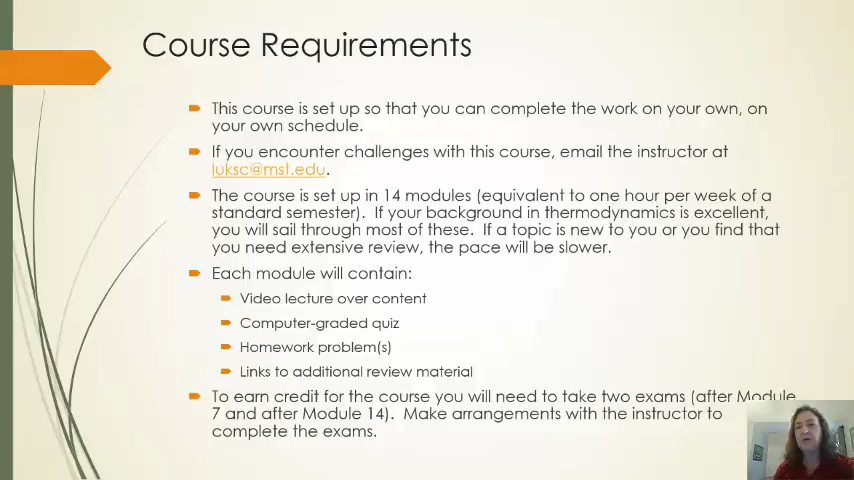 Course Requirements
This course is set up so that you can complete the work on your own, on
your own schedule.
If you encounter challenges with this course, email the instructor at
luksc@mst.edu.
The course is set up in 14 modules (equivalent to one hour per week of a
standard semester). If your background in thermodynamics is excellent,
you will sail through most of these. If a topic is new to you or you find that
you need extensive review, the pace will be slower.
Each module will contain:
Video lecture over content
Computer-graded quiz
Homework problem(s)
Links to additional review material
To earn credit for the course you will need to take two exams (after Module
7 and after Module 14). Make arrangements with the instructor to
complete the exams.